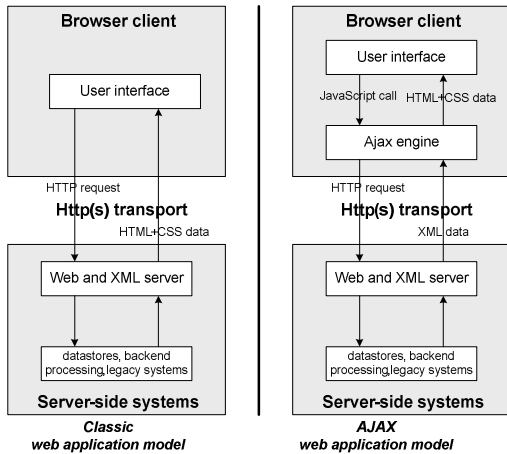 Browser client
User interface
HTTP request
Http(s) transport
HTML+CSS data
Web and XML server
datastores, backend
processing,legacy systems
Server-side systems
Classic
web application model
Browser client
User interface
JavaScript call
HTML+CSS data
Ajax engine
HTTP request
Http(s) transport
XML data
Web and XML server
datastores, backend
processing,legacy systems
Server-side systems
AJAX
web application model